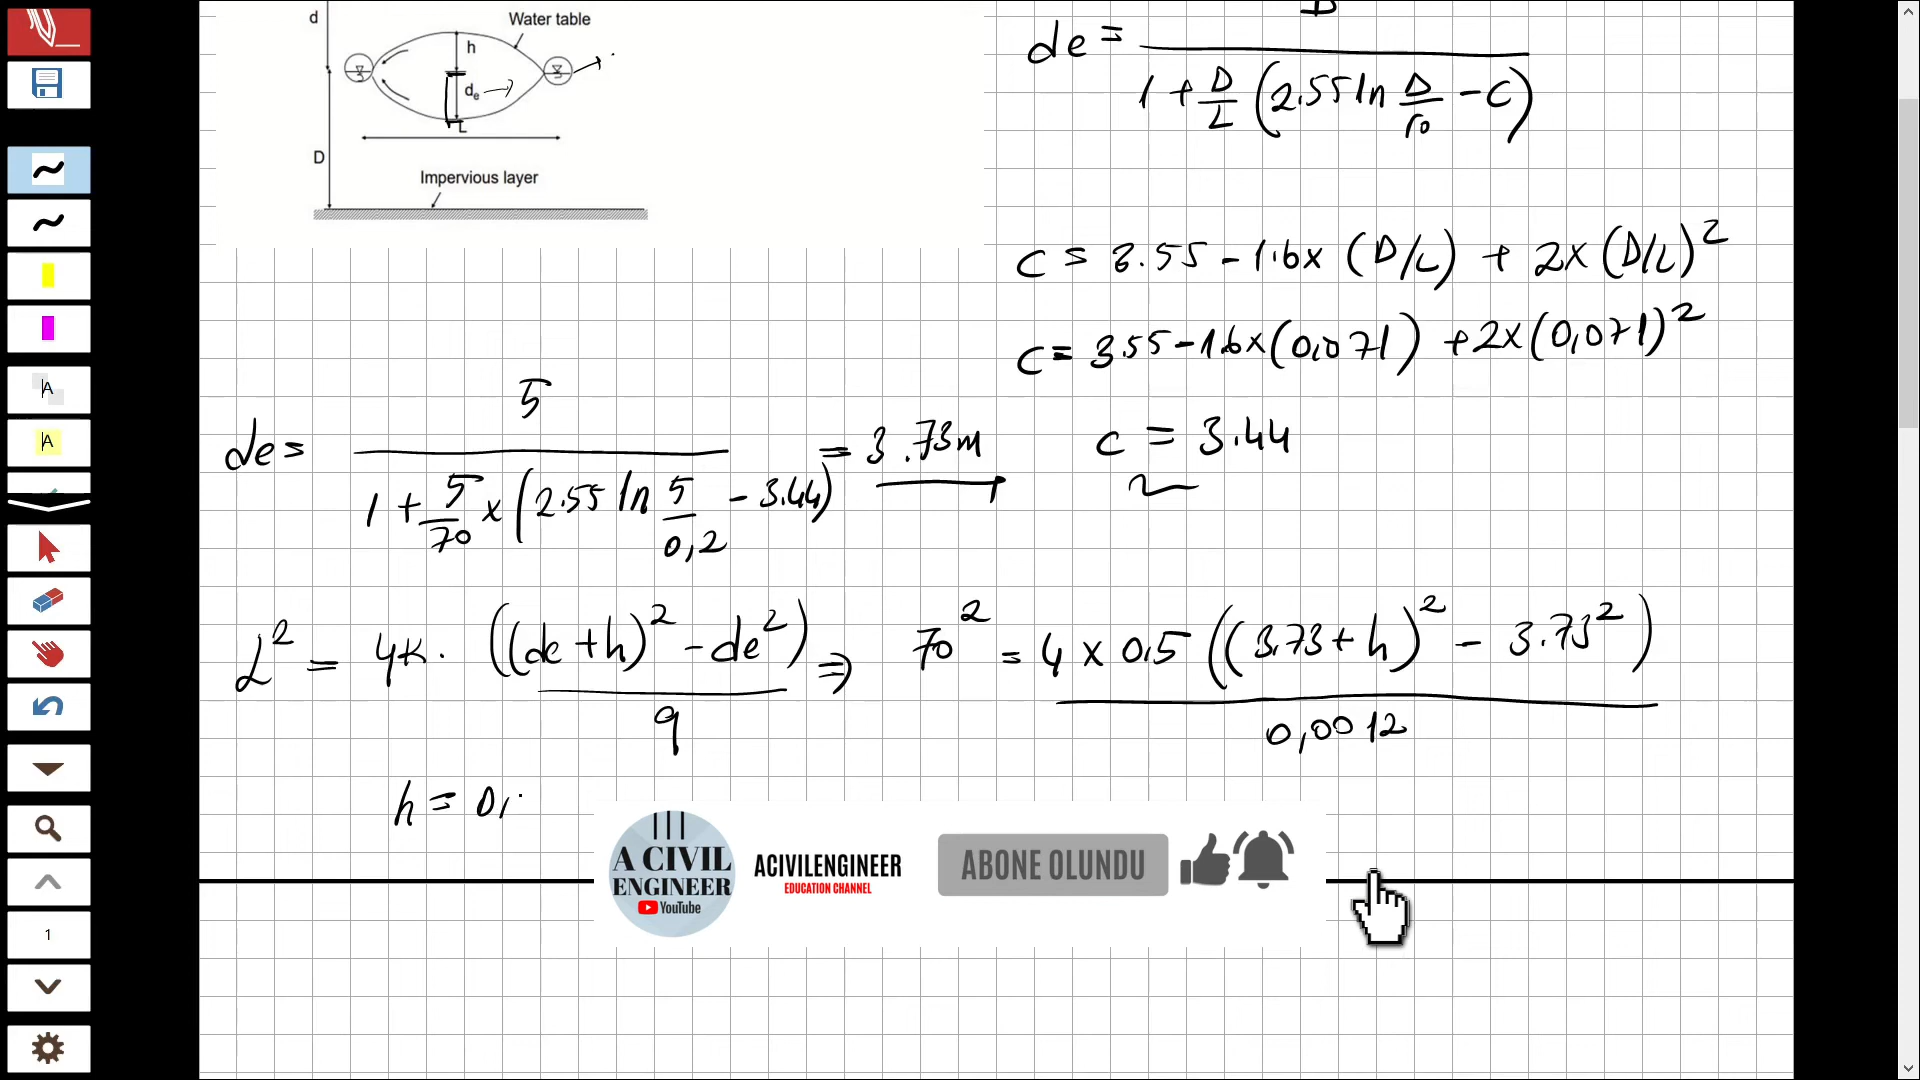 d
Water table
h
de
L
D
Impervious layer
de = D
1 + D/L (2.55 ln D/ro - C)
C = 3.55 - 1.6x (D/L) + 2x (D/L)²
C = 3.55 - 1.6x (0,071) + 2x (0,071)²
C = 3.44
de = 5
1 + 5/70 x (2.55 ln 5/0,2 - 3.44)
= 3.73m
L² = 4K. ((de + h)² - de²)
q
⇒ 70² = 4 x 0.5 ((3.73 + h)² - 3.73²)
0,0012
h = 0,
A CIVIL
ENGINEER
YouTube
ACIVILENGINEER
EDUCATION CHANNEL
ABONE OLUNDU
A
A
1